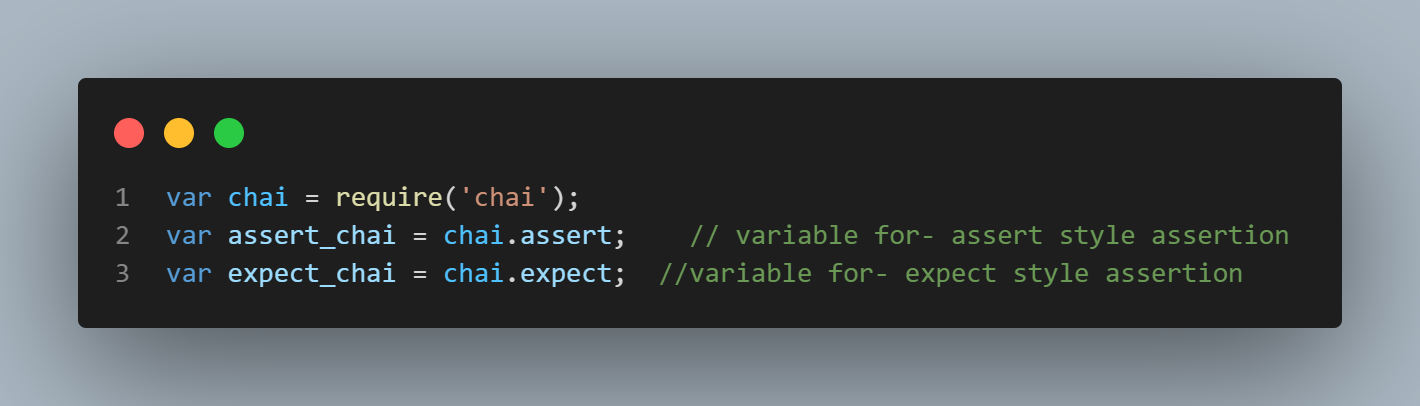 1 var chai = require('chai');
2 var assert_chai = chai.assert;    // variable for- assert style assertion
3 var expect_chai = chai.expect;  //variable for- expect style assertion